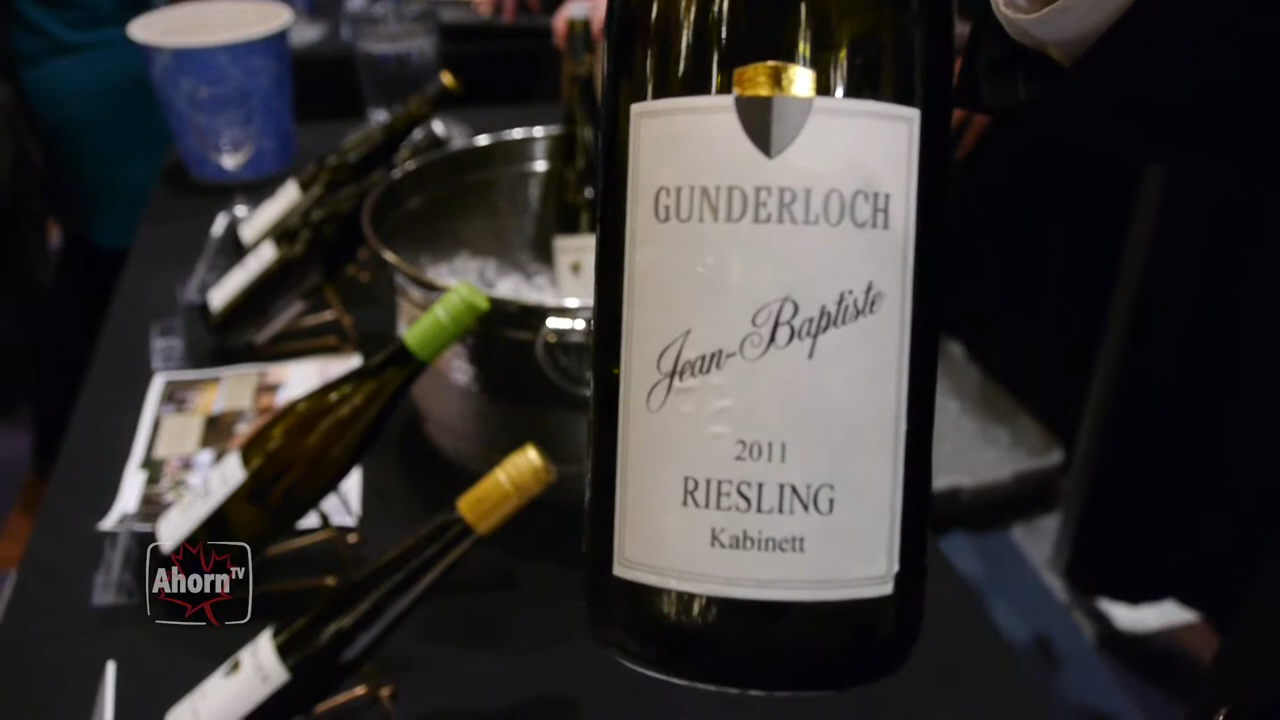 GUNDERLOCH
Jean-Baptiste
2011
RIESLING
Kabinett
Ahorn TV